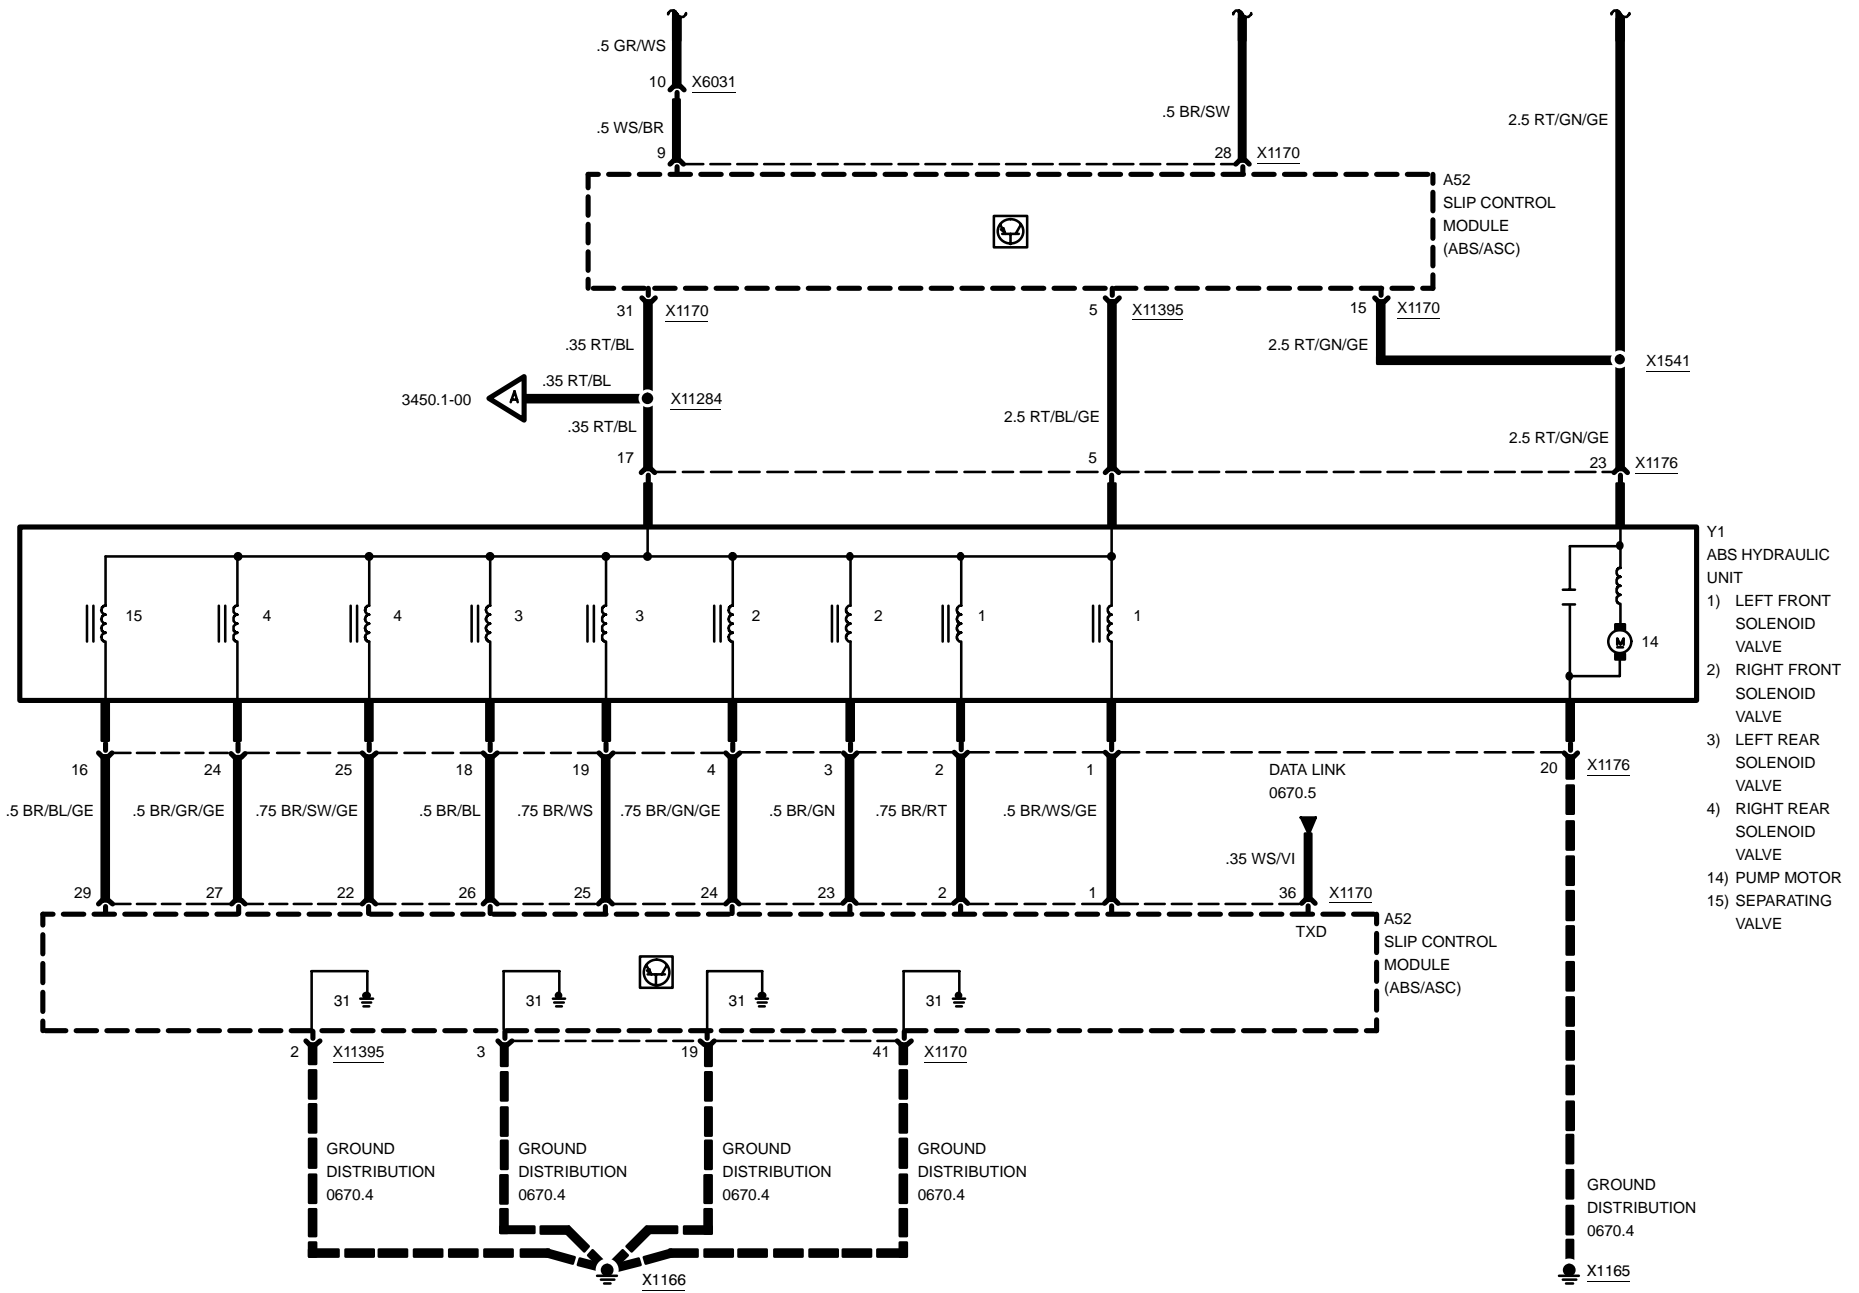 .5 GR/WS
10 X6031
.5 BR/SW
2.5 RT/GN/GE
.5 WS/BR
9 28 X1170
A52
SLIP CONTROL
MODULE
(ABS/ASC)
31 X1170 5 X11395 15 X1170
.35 RT/BL 2.5 RT/GN/GE
X1541
.35 RT/BL
3450.1-00 A X11284
2.5 RT/BL/GE
.35 RT/BL 2.5 RT/GN/GE
17 5 23 X1176
Y1
ABS HYDRAULIC
UNIT
1) LEFT FRONT
SOLENOID
VALVE
2) RIGHT FRONT
SOLENOID
VALVE
3) LEFT REAR
SOLENOID
VALVE
4) RIGHT REAR
SOLENOID
VALVE
14) PUMP MOTOR
15) SEPARATING
VALVE
15 4 4 3 3 2 2 1 1
M 14
16 24 25 18 19 4 3 2 1 20 X1176
DATA LINK
0670.5
.5 BR/BL/GE .5 BR/GR/GE .75 BR/SW/GE .5 BR/BL .75 BR/WS .75 BR/GN/GE .5 BR/GN .75 BR/RT .5 BR/WS/GE
.35 WS/VI
29 27 22 26 25 24 23 2 1 36 X1170
TXD
A52
SLIP CONTROL
MODULE
(ABS/ASC)
31 31 31 31
2 X11395 3 19 41 X1170
GROUND
DISTRIBUTION
0670.4
GROUND
DISTRIBUTION
0670.4
GROUND
DISTRIBUTION
0670.4
GROUND
DISTRIBUTION
0670.4
GROUND
DISTRIBUTION
0670.4
X1166
X1165